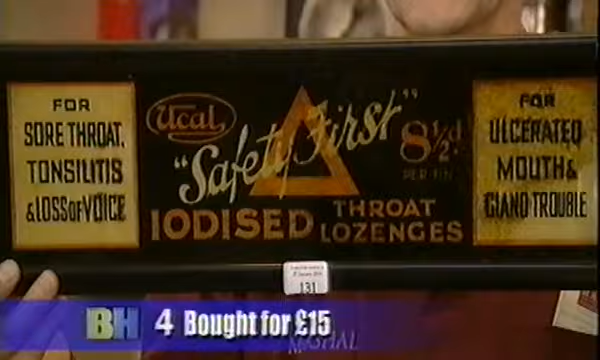 FOR
SORE THROAT,
TONSILITIS
& LOSS OF VOICE
Ucal
"Safety First"
8½d.
PER TIN
IODISED THROAT
LOZENGES
FOR
ULCERATED
MOUTH &
GLAND TROUBLE
131
BH 4 Bought for £15